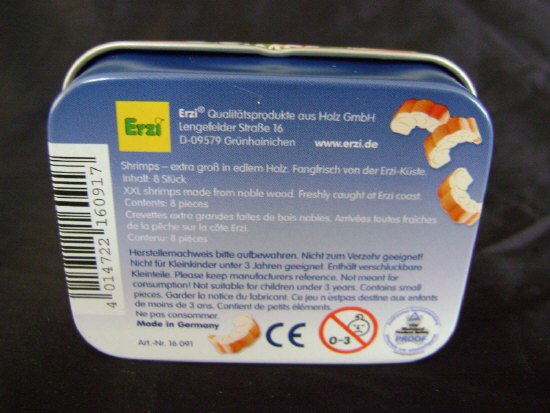 Erzi
Erzi® Qualitätsprodukte aus Holz GmbH
Lengefelder Straße 16
D-09579 Grünhainichen www.erzi.de
Shrimps – extra groß in edlem Holz. Fangfrisch von der Erzi-Küste.
Inhalt: 8 Stück
XXL shrimps made from noble wood. Freshly caught at Erzi coast.
Contents: 8 pieces
Crevettes extra grandes faites de bois nobles. Arrivées toutes fraîches
de la pêche sur la côte Erzi.
Contenu: 8 pièces
Herstellernachweis bitte aufbewahren. Nicht zum Verzehr geeignet!
Nicht für Kleinkinder unter 3 Jahren geeignet. Enthält verschluckbare
Kleinteile. Please keep manufacturers reference. Not meant for
consumption! Not suitable for children under 3 years. Contains small
pieces. Garder la notice du fabricant. Ce jeu n estpas destine aux enfants
de moins de 3 ans. Contient de petits éléments.
Ne pas consommer.
Made in Germany
Art.-Nr. 16 091
CE
0-3
PROOF
4 014722 160917